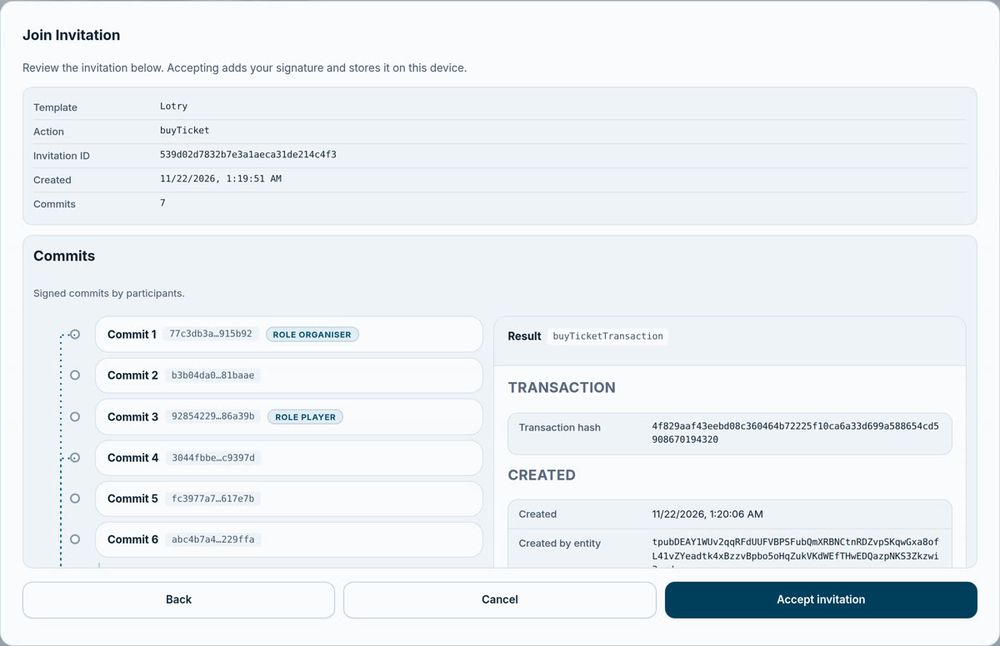 Join Invitation
Review the invitation below. Accepting adds your signature and stores it on this device.
Template Lotry
Action buyTicket
Invitation ID 539d02d7832b7e3a1aeca31de214c4f3
Created 11/22/2026, 1:19:51 AM
Commits 7
Commits
Signed commits by participants.
Commit 1 77c3db3a…915b92 ROLE ORGANISER
Commit 2 b3b04da0…81baae
Commit 3 92854229…86a39b ROLE PLAYER
Commit 4 3044fbbe…c9397d
Commit 5 fc3977a7…617e7b
Commit 6 abc4b7a4…229ffa
Result buyTicketTransaction
TRANSACTION
Transaction hash 4f829aaf43eebd08c360464b72225f10ca6a33d699a588654cd5
908670194320
CREATED
Created 11/22/2026, 1:20:06 AM
Created by entity tpubDEAY1WUv2qqRFdUUFVBPSFubQmXRBNCtnRDZvpSKqwGxa8of
L41vZYeadtk4xBzzvBpbo5oHqZukVKdWEfTHwEDQazpNKS3Zkzwi
Back
Cancel
Accept invitation